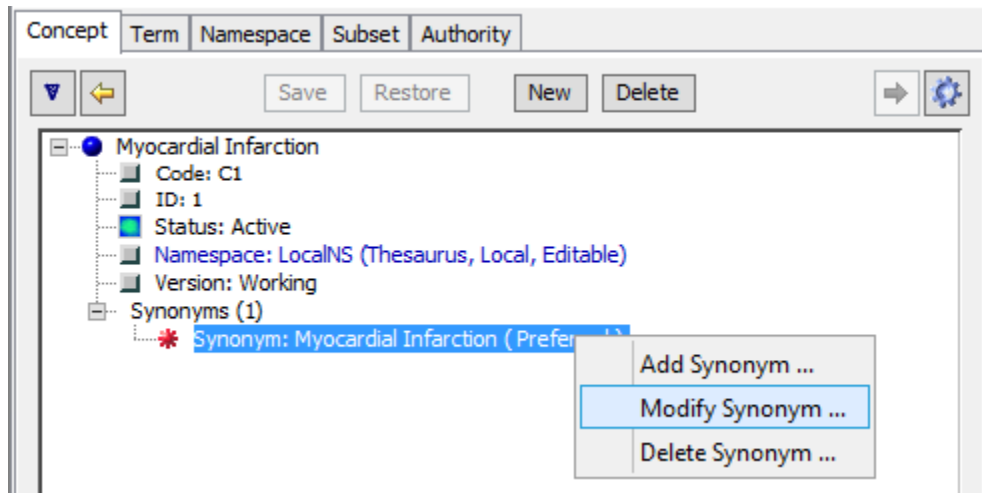 Concept Term Namespace Subset Authority
Save Restore New Delete
Myocardial Infarction
Code: C1
ID: 1
Status: Active
Namespace: LocalNS (Thesaurus, Local, Editable)
Version: Working
Synonyms (1)
Synonym: Myocardial Infarction (
Add Synonym ...
Modify Synonym ...
Delete Synonym ...